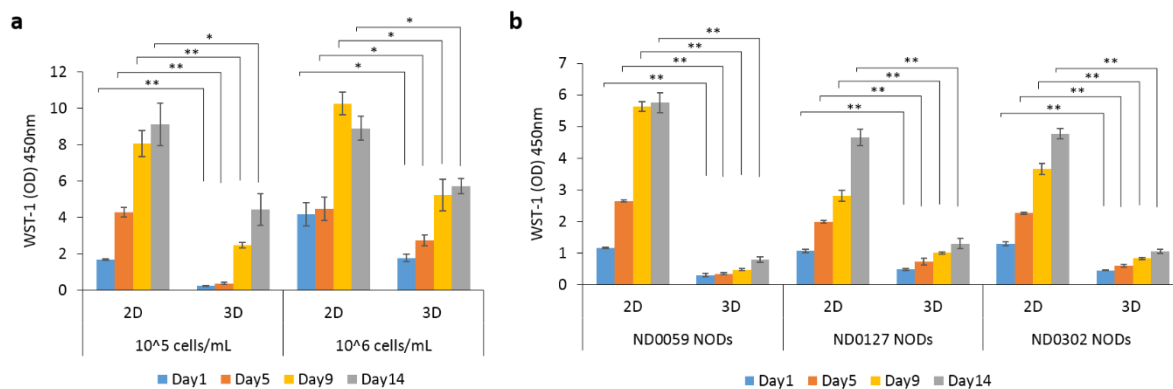 a
WST-1 (OD) 450nm
12
10
8
6
4
2
0
** ** ** *
* * * *
2D 3D 2D 3D
10^5 cells/mL 10^6 cells/mL
Day1 Day5 Day9 Day14
b
WST-1 (OD) 450nm
7
6
5
4
3
2
1
0
** ** ** **
** ** ** **
** ** ** **
2D 3D 2D 3D 2D 3D
ND0059 NODs ND0127 NODs ND0302 NODs
Day1 Day5 Day9 Day14